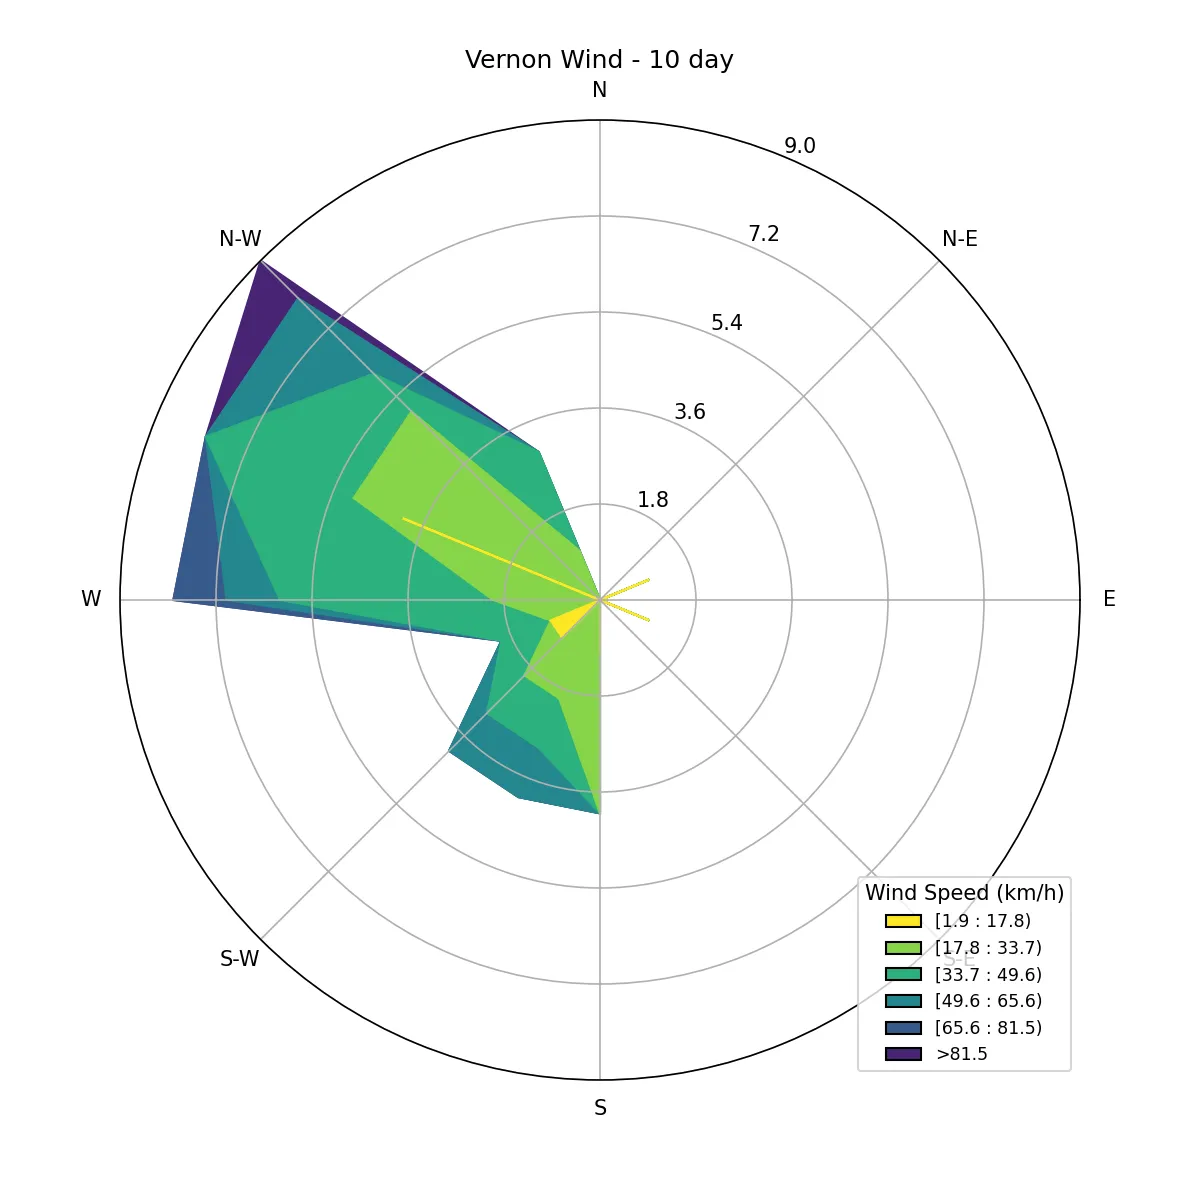 Vernon Wind - 10 day
N
9.0
N-W
7.2
N-E
5.4
3.6
1.8
W
E
Wind Speed (km/h)
[1.9 : 17.8)
[17.8 : 33.7)
S-W
S-E
[33.7 : 49.6)
[49.6 : 65.6)
[65.6 : 81.5)
>81.5
S